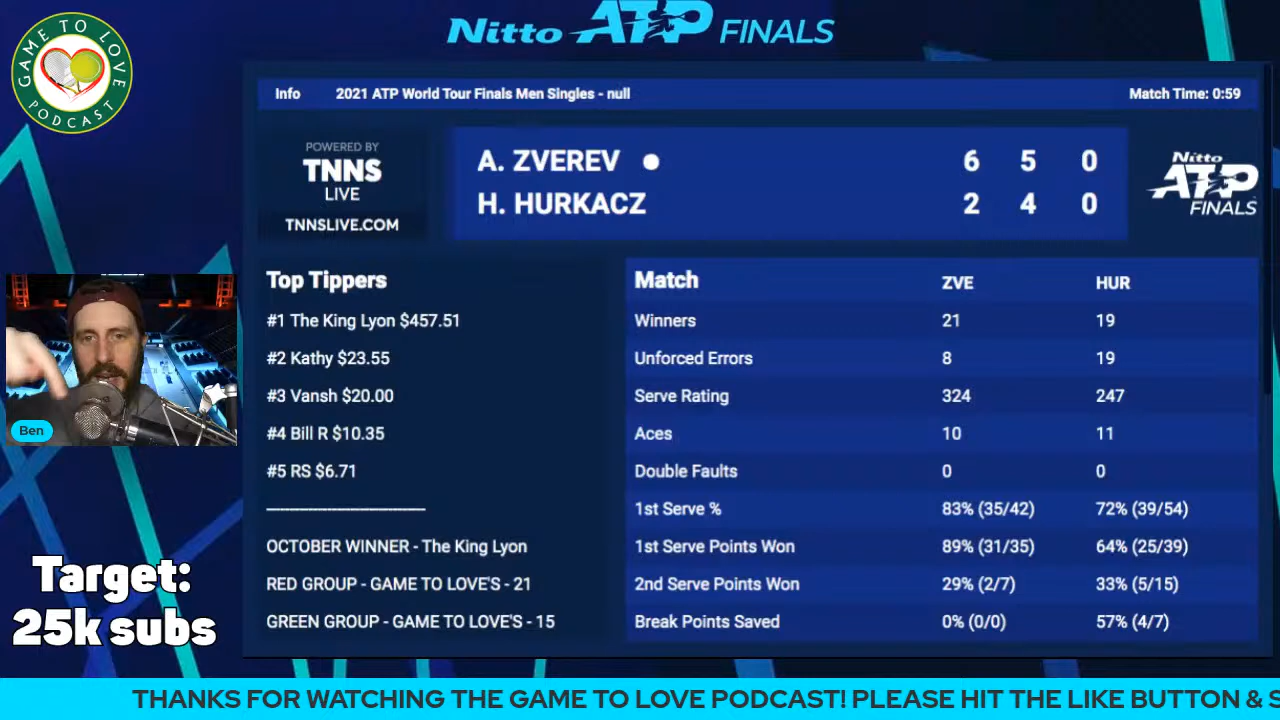 GAME TO LOVE
PODCAST
Nitto ATP FINALS
Info 2021 ATP World Tour Finals Men Singles - null Match Time: 0:59
POWERED BY
TNNS
LIVE
TNNSLIVE.COM
A. ZVEREV 6 5 0
H. HURKACZ 2 4 0
Nitto
ATP
FINALS
Top Tippers
#1 The King Lyon $457.51
#2 Kathy $23.55
#3 Vansh $20.00
#4 Bill R $10.35
#5 RS $6.71
----------------------------------------
OCTOBER WINNER - The King Lyon
RED GROUP - GAME TO LOVE'S - 21
GREEN GROUP - GAME TO LOVE'S - 15
Match ZVE HUR
Winners 21 19
Unforced Errors 8 19
Serve Rating 324 247
Aces 10 11
Double Faults 0 0
1st Serve % 83% (35/42) 72% (39/54)
1st Serve Points Won 89% (31/35) 64% (25/39)
2nd Serve Points Won 29% (2/7) 33% (5/15)
Break Points Saved 0% (0/0) 57% (4/7)
Ben
Target:
25k subs
THANKS FOR WATCHING THE GAME TO LOVE PODCAST! PLEASE HIT THE LIKE BUTTON & S